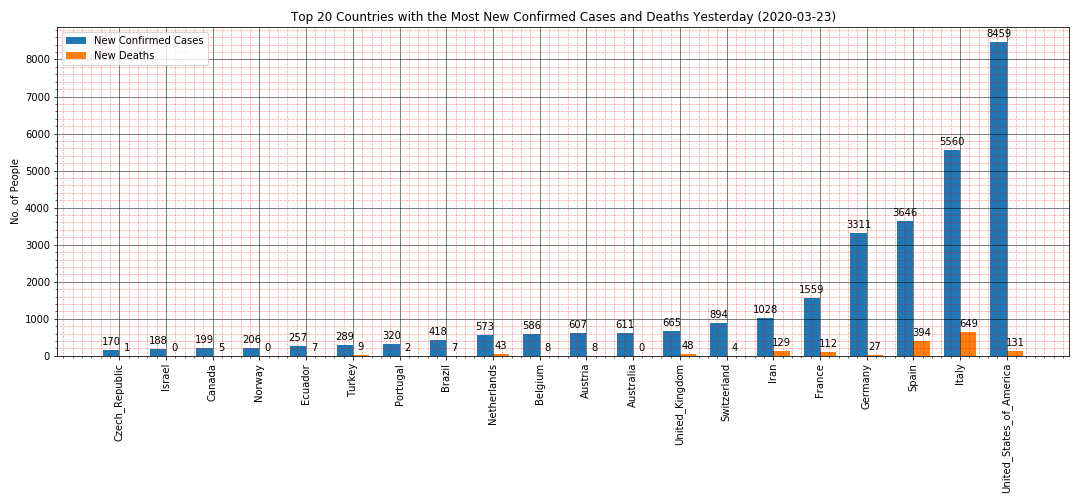 Top 20 Countries with the Most New Confirmed Cases and Deaths Yesterday (2020-03-23)
New Confirmed Cases
New Deaths
No. of People
8000
7000
6000
5000
4000
3000
2000
1000
0
170 1 188 0 199 5 206 0 257 7 289 9 320 2 418 7 573 43 586 8 607 8 611 0 665 48 894 4 1028 129 1559 112 3311 27 3646 394 5560 649 8459 131
Czech_Republic
Israel
Canada
Norway
Ecuador
Turkey
Portugal
Brazil
Netherlands
Belgium
Austria
Australia
United_Kingdom
Switzerland
Iran
France
Germany
Spain
Italy
United_States_of_America